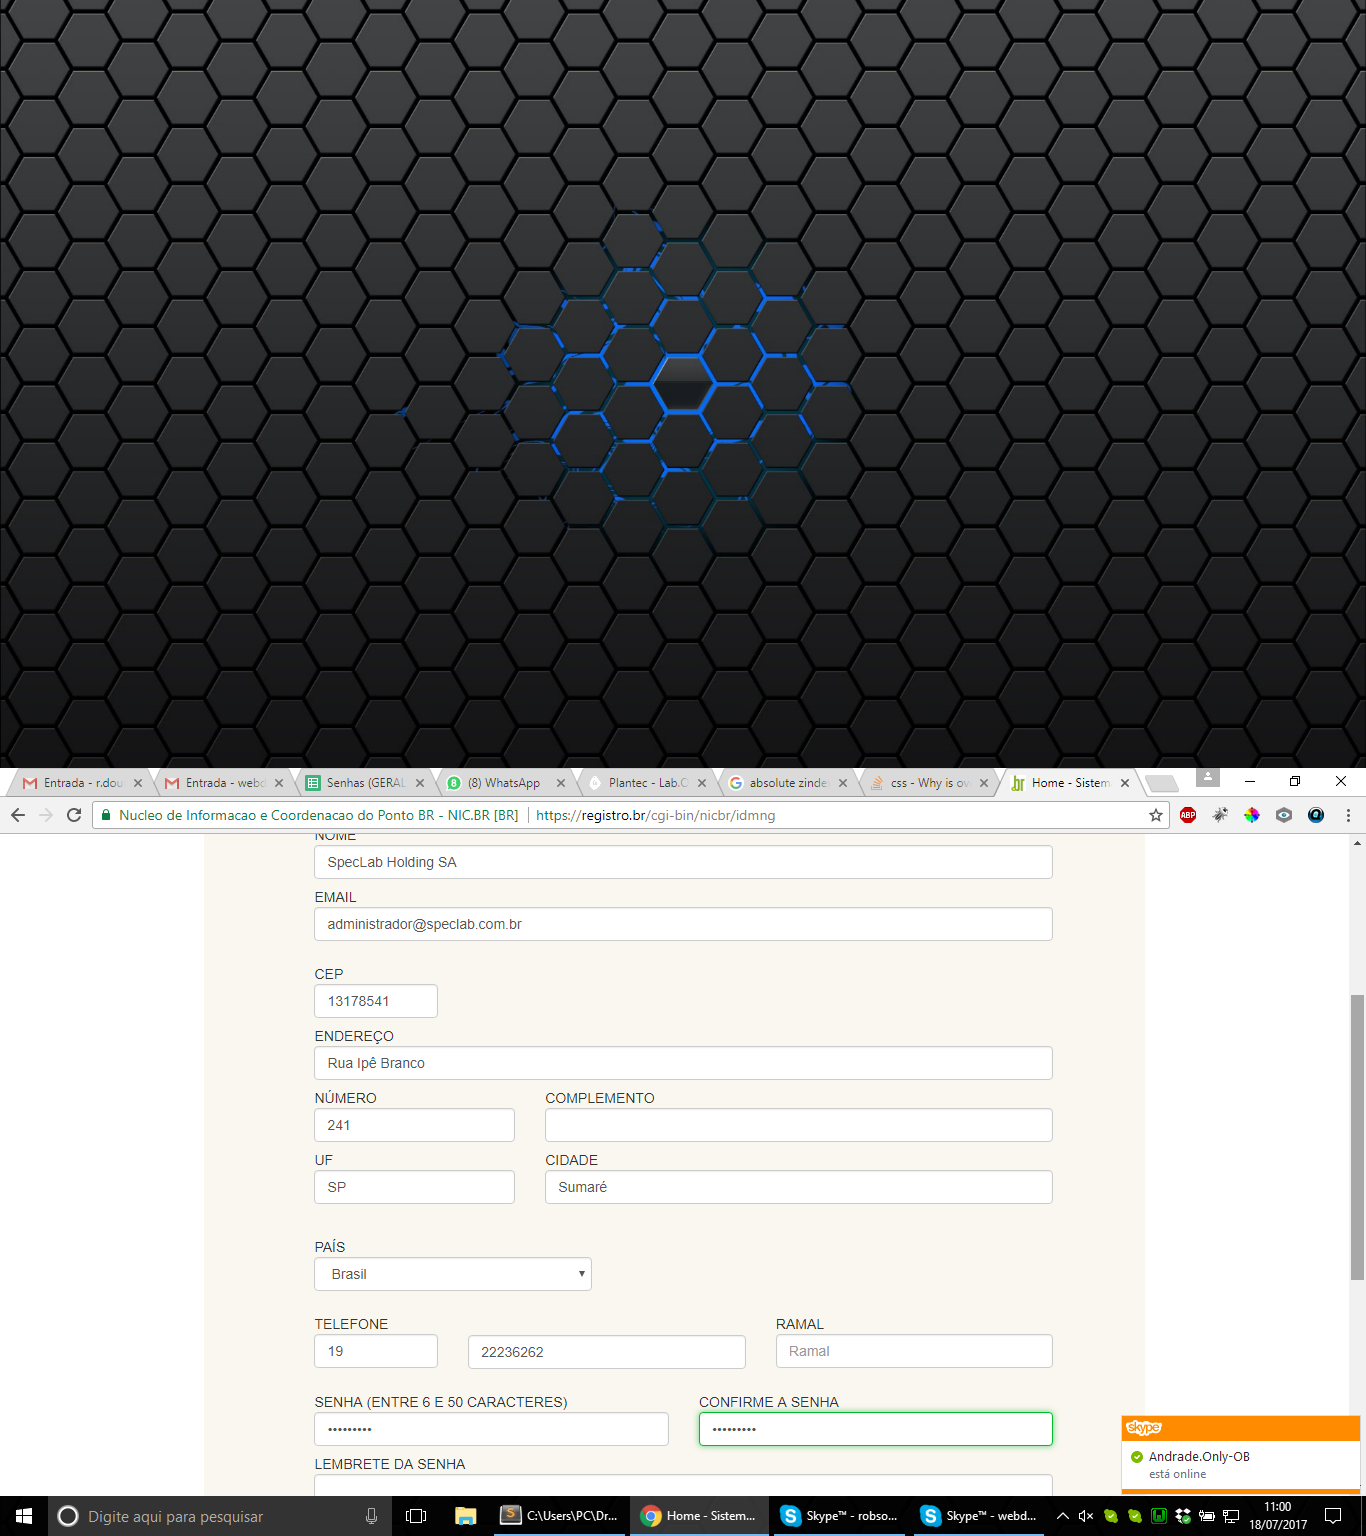 Entrada - r.dou
Entrada - webd
Senhas (GERAL
(8) WhatsApp
Plantec - Lab.O
absolute zinde
css - Why is ov
Home - Sistem
Nucleo de Informacao e Coordenacao do Ponto BR - NIC.BR [BR]
https://registro.br/cgi-bin/nicbr/idmng
ABP
NOME
SpecLab Holding SA
EMAIL
administrador@speclab.com.br
CEP
13178541
ENDEREÇO
Rua Ipê Branco
NÚMERO
COMPLEMENTO
241
UF
CIDADE
SP
Sumaré
PAÍS
Brasil
TELEFONE
RAMAL
19
22236262
Ramal
SENHA (ENTRE 6 E 50 CARACTERES)
CONFIRME A SENHA
•••••••••
•••••••••
LEMBRETE DA SENHA
skype
Andrade.Only-OB
está online
Digite aqui para pesquisar
C:\Users\PC\Dr...
Home - Sistem...
Skype™ - robso...
Skype™ - webd...
11:00
18/07/2017